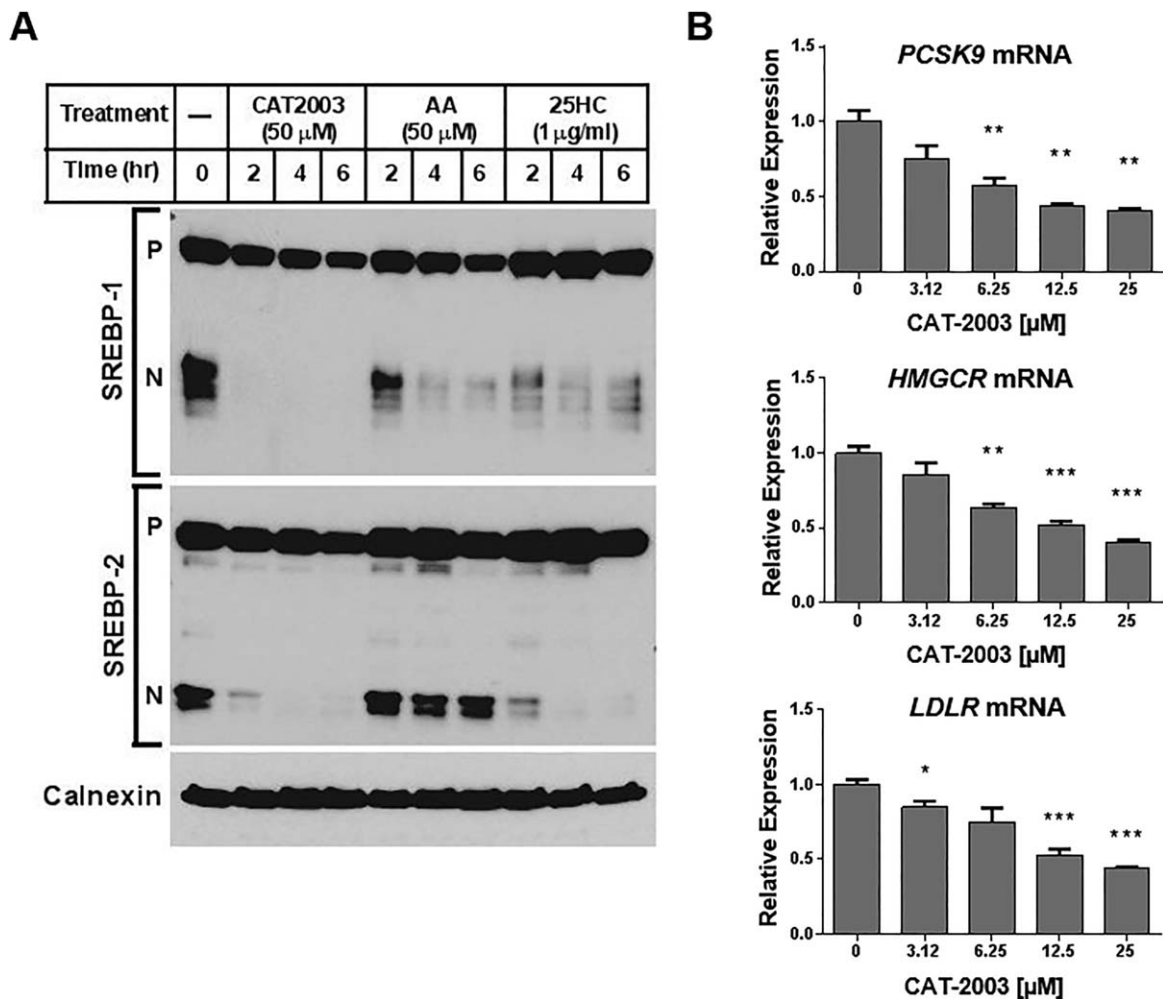 A
Treatment – CAT2003 (50 μM) AA (50 μM) 25HC (1 μg/ml)
TIme (hr) 0 2 4 6 2 4 6 2 4 6
SREBP-1
P
N
SREBP-2
P
N
Calnexin
B
PCSK9 mRNA
Relative Expression
1.5
1.0
0.5
0.0
** ** **
0 3.12 6.25 12.5 25
CAT-2003 [µM]
HMGCR mRNA
Relative Expression
1.5
1.0
0.5
0.0
** *** ***
0 3.12 6.25 12.5 25
CAT-2003 [µM]
LDLR mRNA
Relative Expression
1.5
1.0
0.5
0.0
* *** ***
0 3.12 6.25 12.5 25
CAT-2003 [µM]